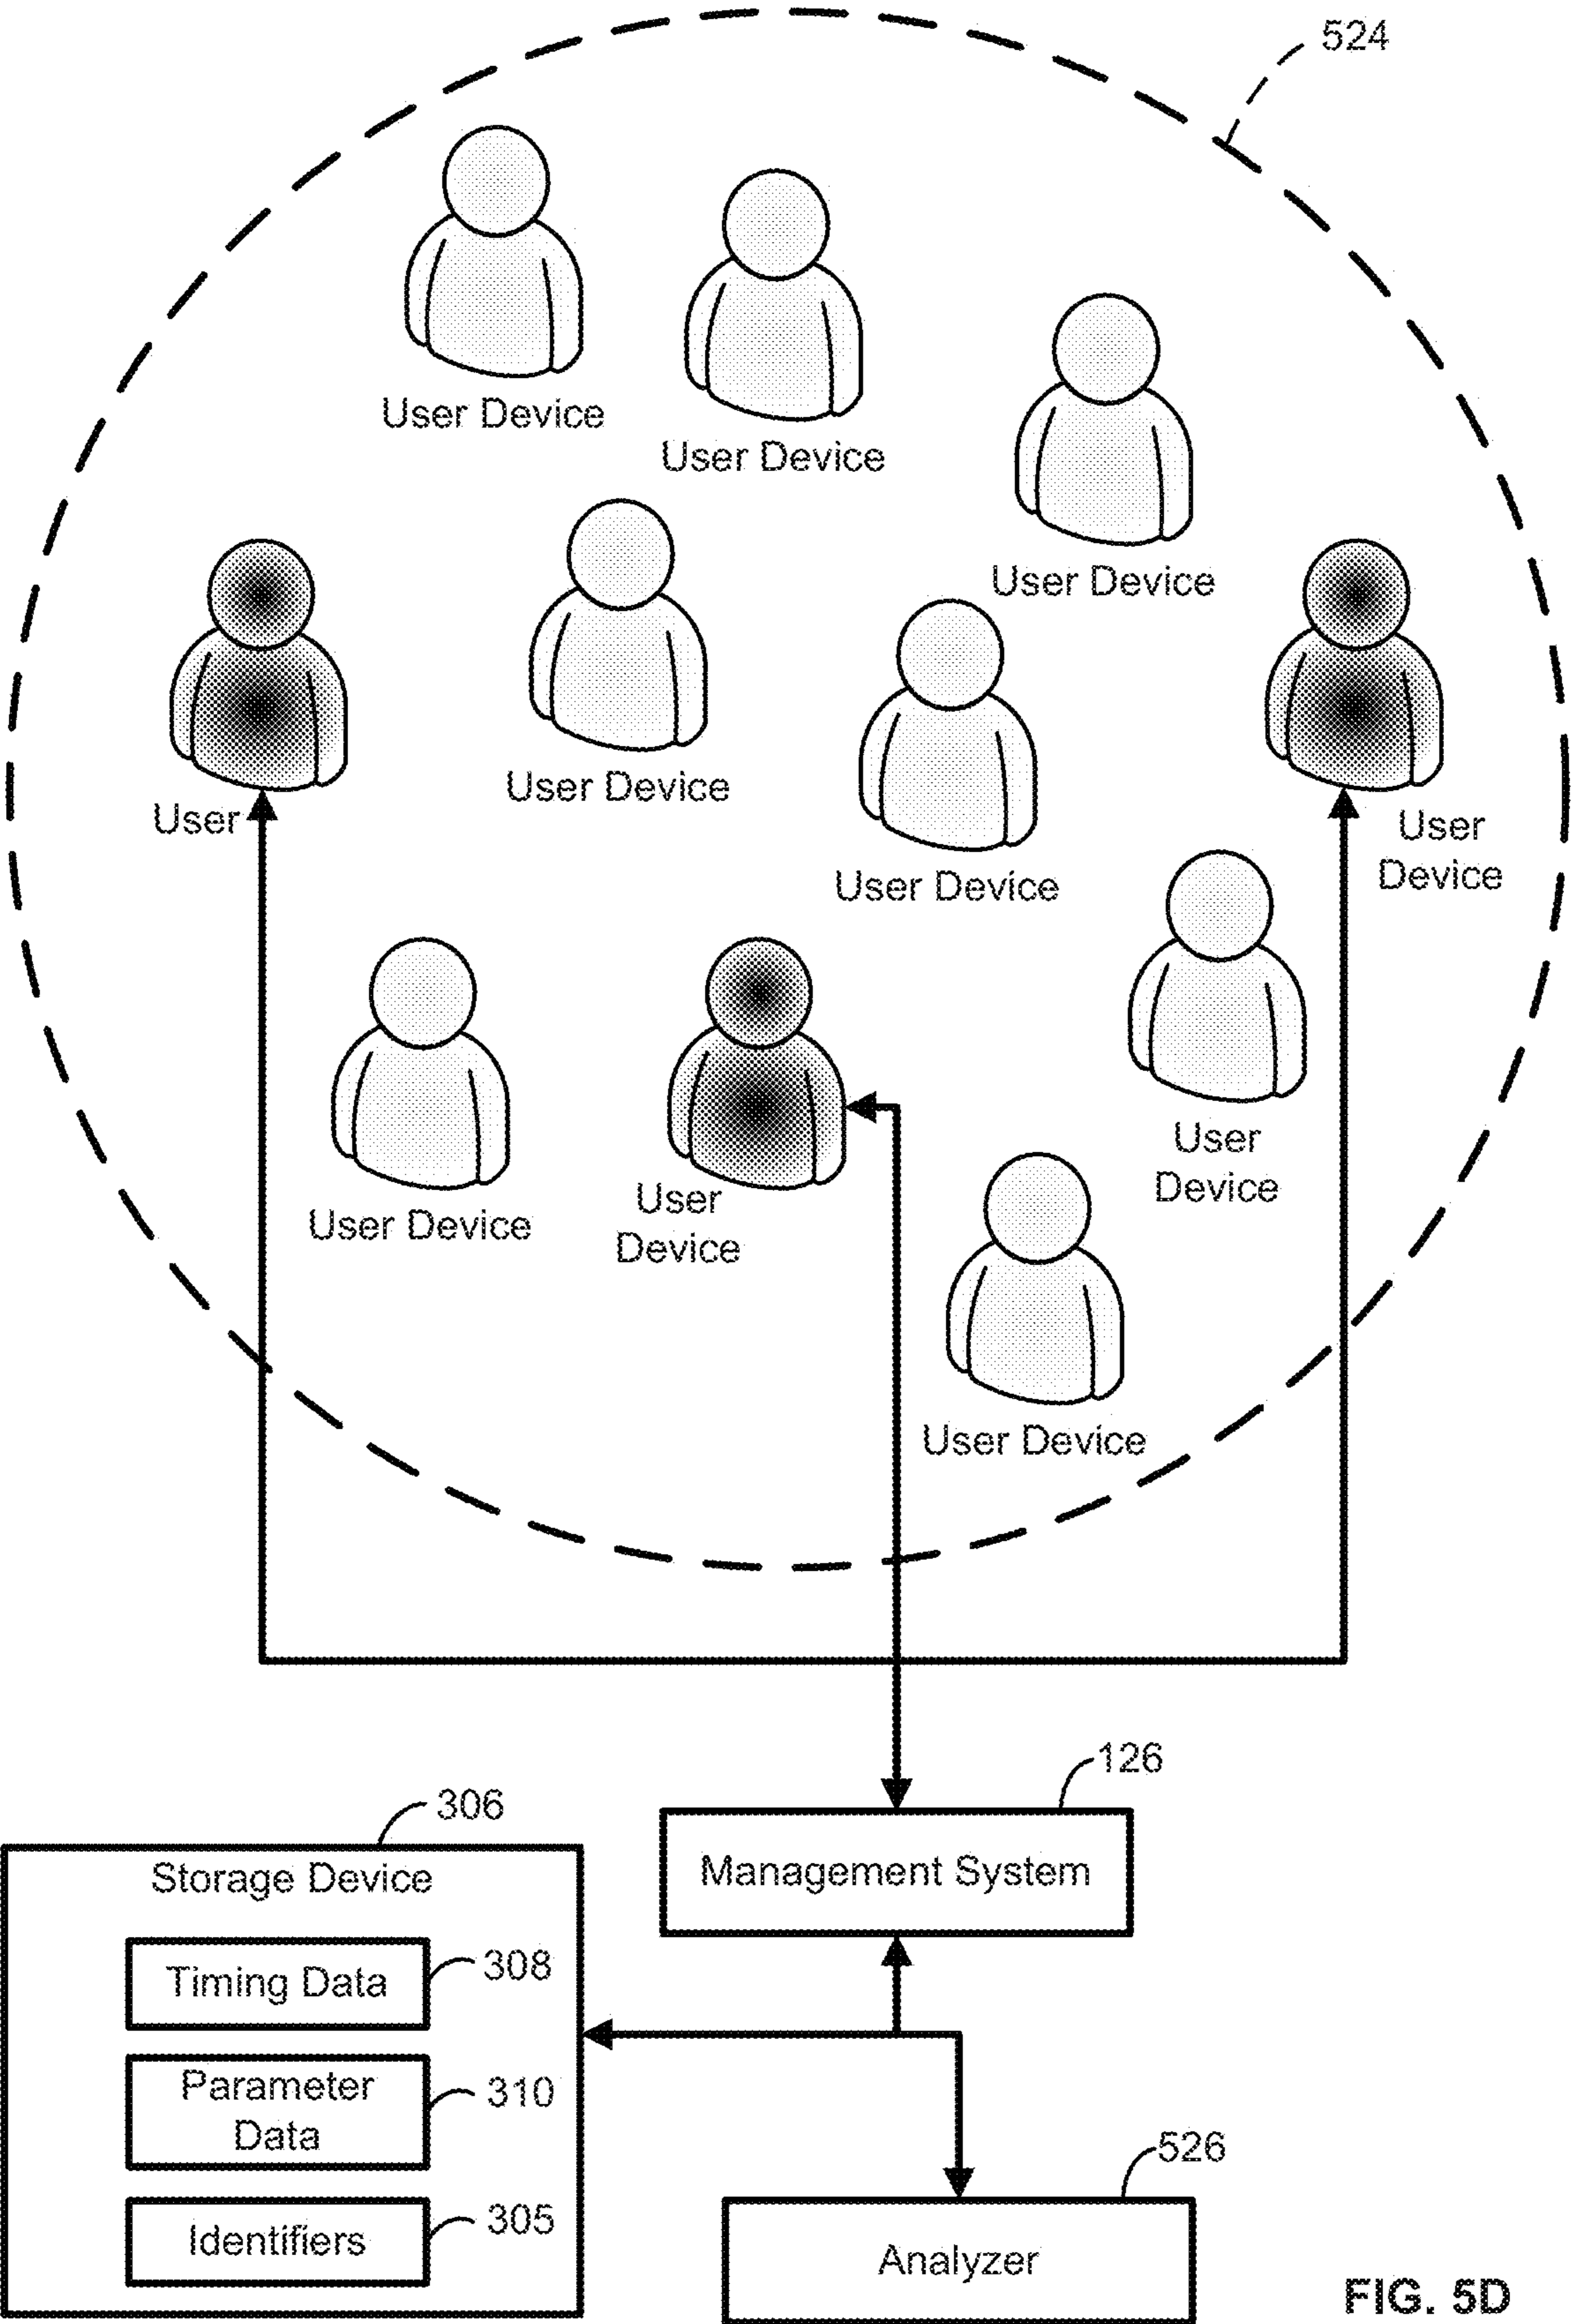 524
User Device
User Device
User Device
User
User Device
User
Device
User Device
User
Device
User Device
User
Device
User Device
126
306
Storage Device
Management System
Timing Data
308
Parameter
Data
310
526
Identifiers
305
Analyzer
FIG. 5D